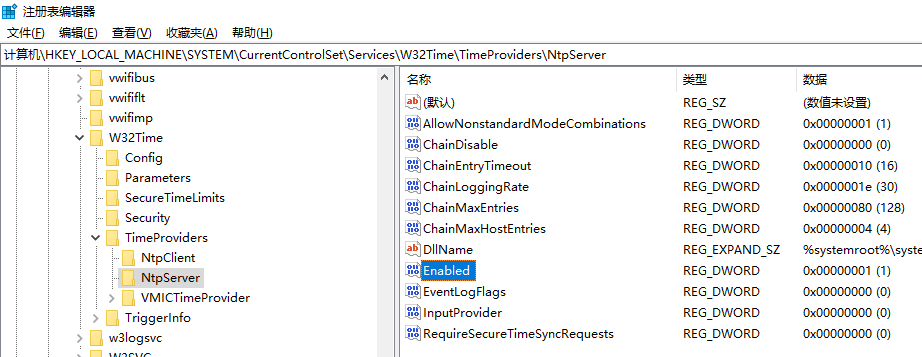 注册表编辑器
文件(F) 编辑(E) 查看(V) 收藏夹(A) 帮助(H)
计算机\HKEY_LOCAL_MACHINE\SYSTEM\CurrentControlSet\Services\W32Time\TimeProviders\NtpServer
vwifibus
vwififlt
vwifimp
W32Time
Config
Parameters
SecureTimeLimits
Security
TimeProviders
NtpClient
NtpServer
VMICTimeProvider
TriggerInfo
w3logsvc
W3SVC
名称 类型 数据
(默认) REG_SZ (数值未设置)
AllowNonstandardModeCombinations REG_DWORD 0x00000001 (1)
ChainDisable REG_DWORD 0x00000000 (0)
ChainEntryTimeout REG_DWORD 0x00000010 (16)
ChainLoggingRate REG_DWORD 0x0000001e (30)
ChainMaxEntries REG_DWORD 0x00000080 (128)
ChainMaxHostEntries REG_DWORD 0x00000004 (4)
DllName REG_EXPAND_SZ %systemroot%\syste
Enabled REG_DWORD 0x00000001 (1)
EventLogFlags REG_DWORD 0x00000000 (0)
InputProvider REG_DWORD 0x00000000 (0)
RequireSecureTimeSyncRequests REG_DWORD 0x00000000 (0)